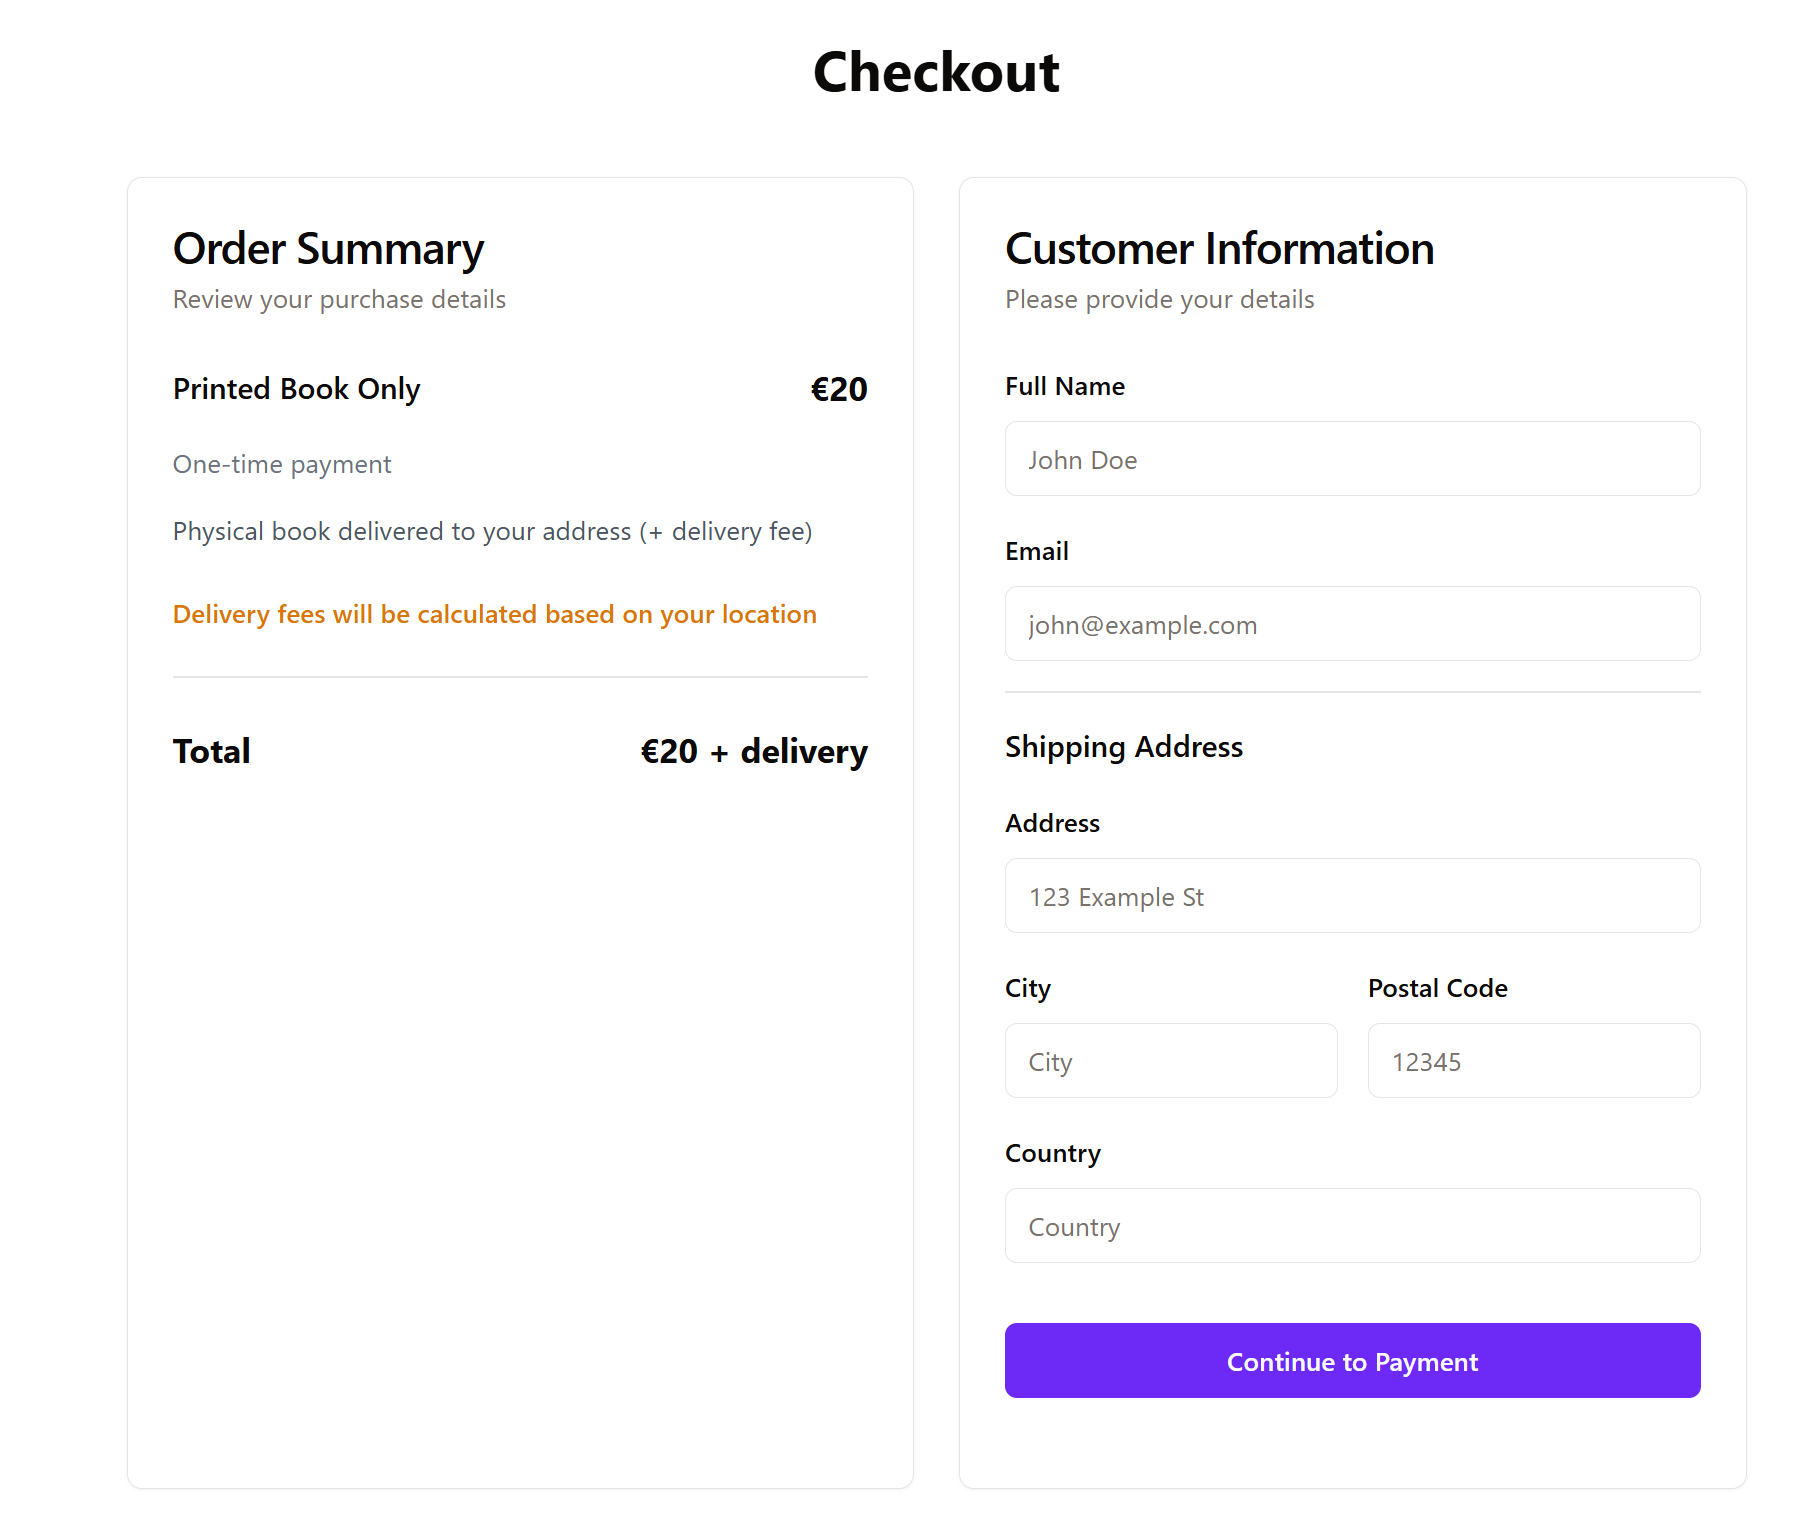 Checkout
Order Summary
Review your purchase details
Printed Book Only €20
One-time payment
Physical book delivered to your address (+ delivery fee)
Delivery fees will be calculated based on your location
Total €20 + delivery
Customer Information
Please provide your details
Full Name
John Doe
Email
john@example.com
Shipping Address
Address
123 Example St
City Postal Code
City 12345
Country
Country
Continue to Payment